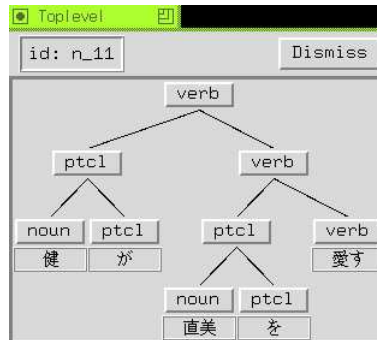 Toplevel
id: n_11 Dismiss
verb
ptcl verb
noun ptcl ptcl verb
健 が 愛す
noun ptcl
直美 を